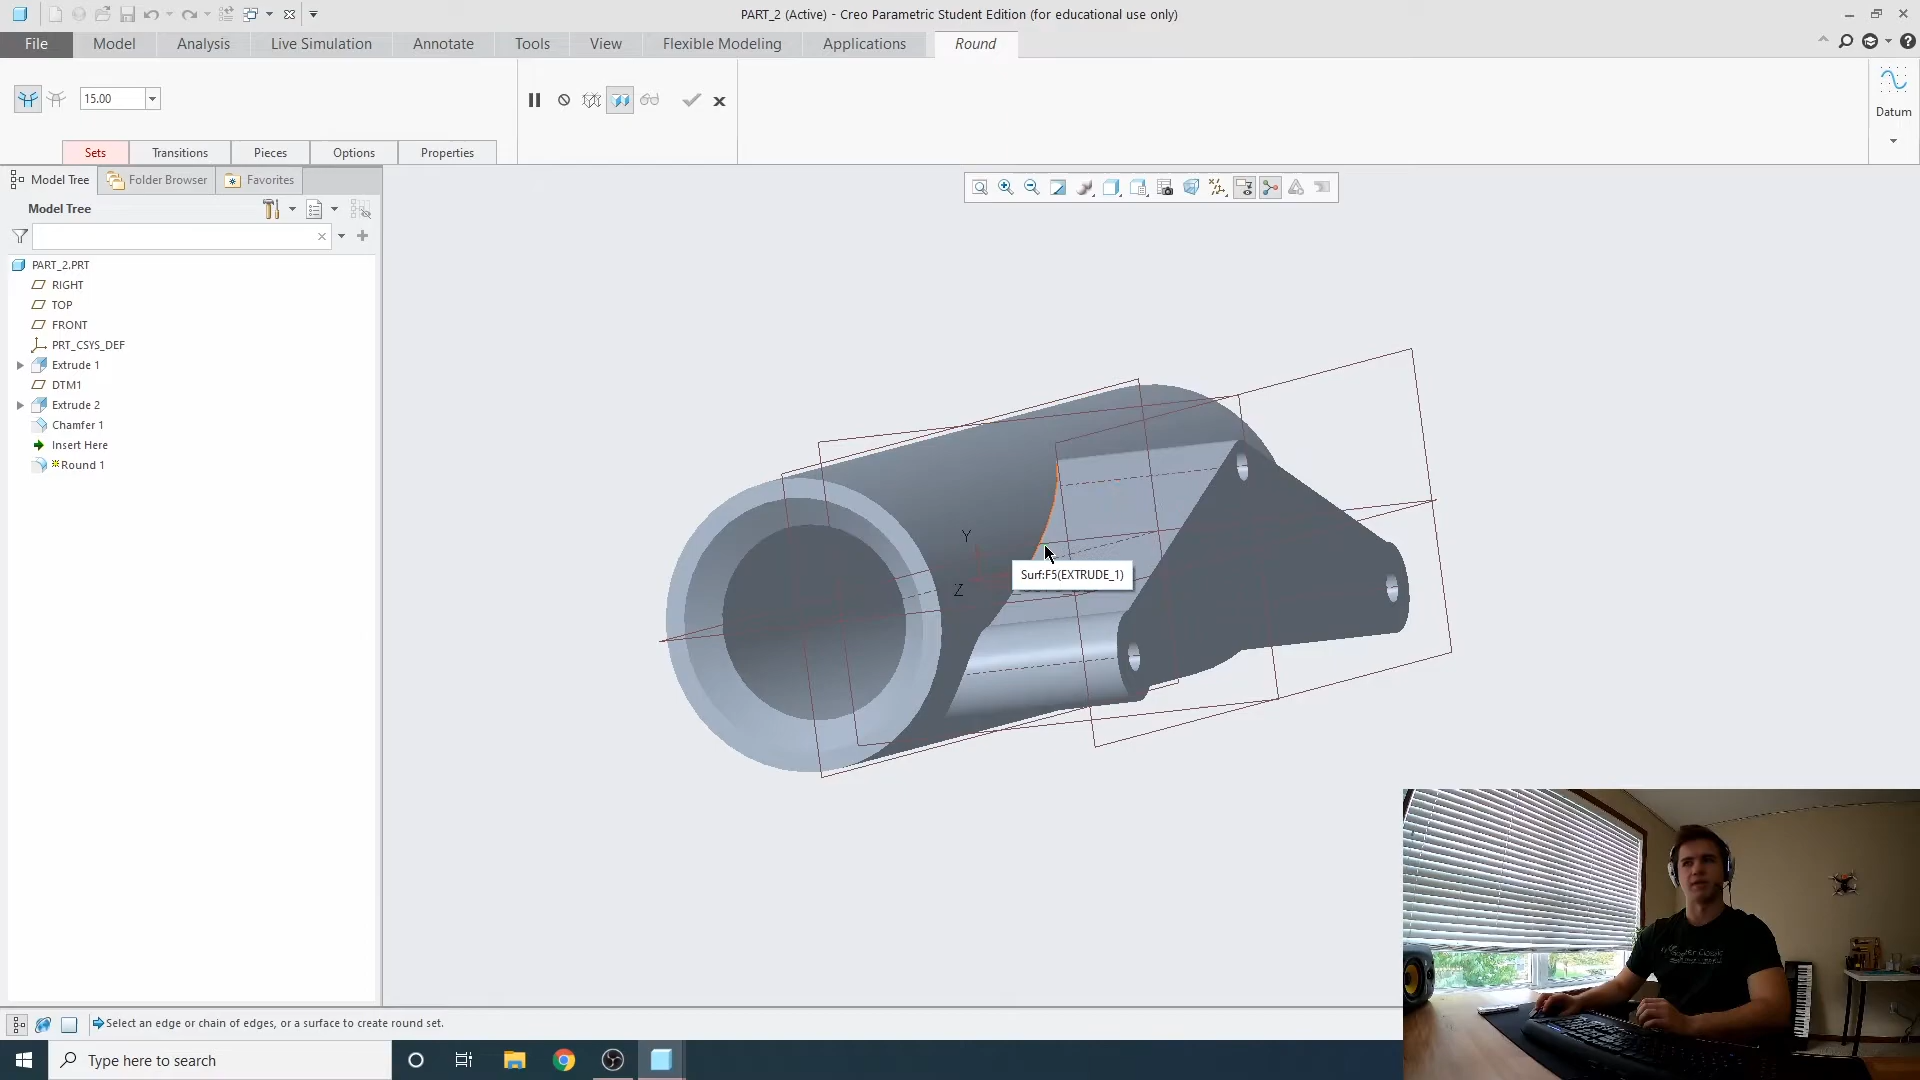 PART_2 (Active) - Creo Parametric Student Edition (for educational use only)
File Model Analysis Live Simulation Annotate Tools View Flexible Modeling Applications Round
15.00
Datum
Sets Transitions Pieces Options Properties
Model Tree Folder Browser Favorites
Model Tree
PART_2.PRT
RIGHT
TOP
FRONT
PRT_CSYS_DEF
Extrude 1
DTM1
Extrude 2
Chamfer 1
Insert Here
Round 1
Y
Z
Surf:F5(EXTRUDE_1)
Select an edge or chain of edges, or a surface to create round set.
Type here to search